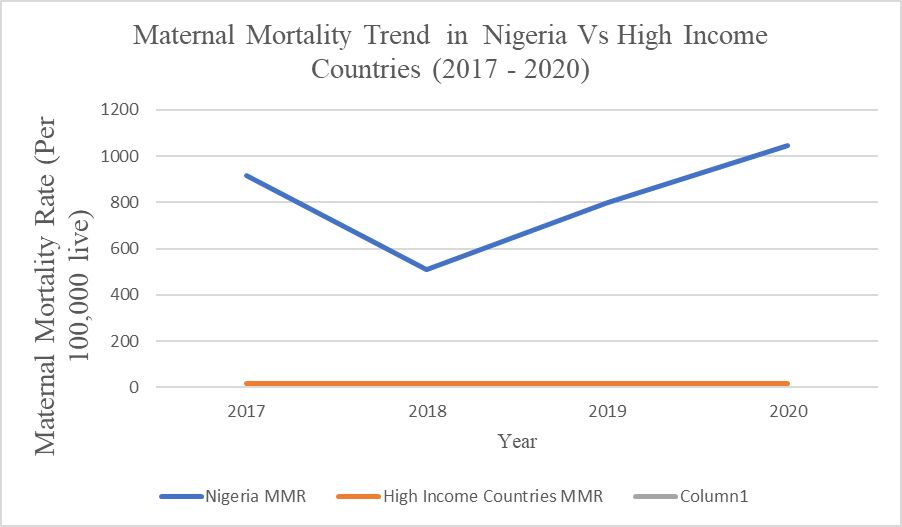 Maternal Mortality Trend in Nigeria Vs High Income
Countries (2017 - 2020)
Maternal Mortality Rate (Per
100,000 live)
1200
1000
800
600
400
200
0
2017 2018 2019 2020
Year
Nigeria MMR High Income Countries MMR Column1